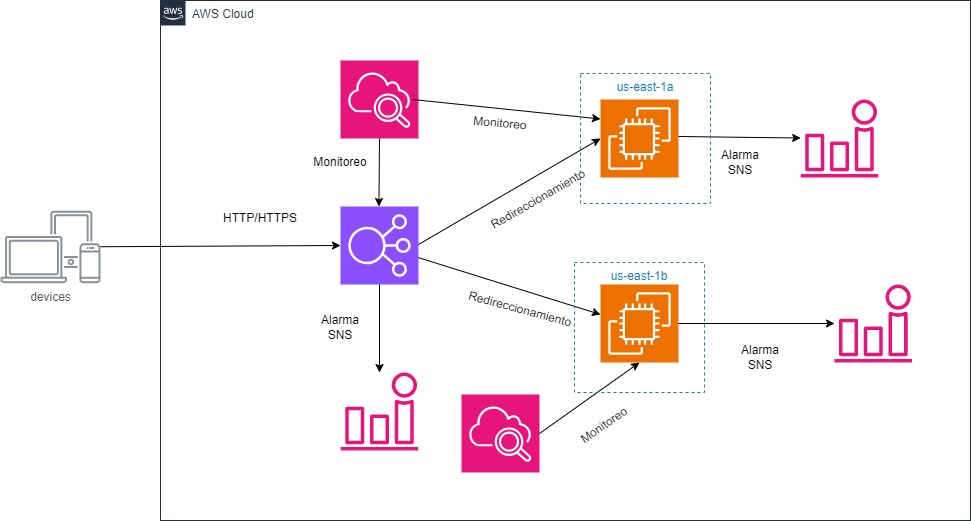 aws
AWS Cloud
us-east-1a
Monitoreo
Monitoreo
Alarma
SNS
Redireccionamiento
HTTP/HTTPS
devices
us-east-1b
Redireccionamiento
Alarma
SNS
Alarma
SNS
Monitoreo